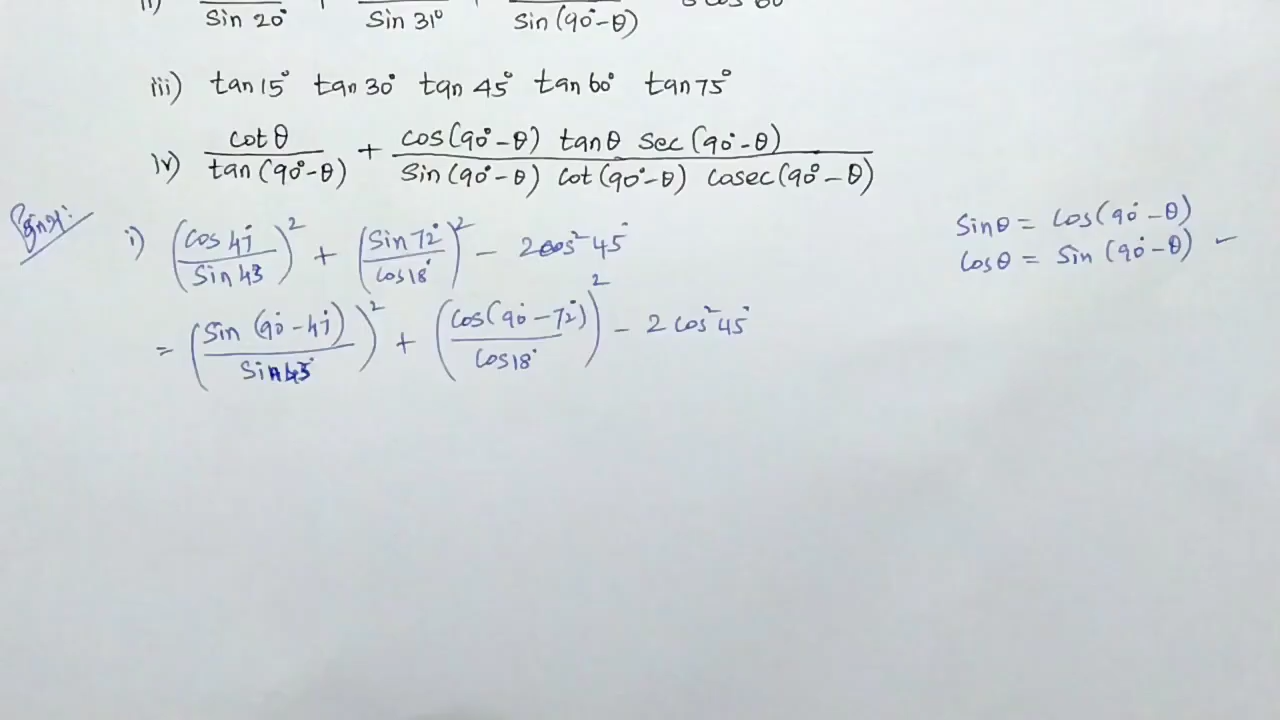 ii) Sin 20° Sin 31° Sin (90° - θ)
iii) tan 15° tan 30° tan 45° tan 60° tan 75°
iv) cot θ / tan (90° - θ) + cos (90° - θ) tan θ sec (90° - θ) / Sin (90° - θ) cot (90° - θ) cosec (90° - θ)
i) (Cos 47° / Sin 43)² + (Sin 72° / cos 18°)² - 2 cos² 45°
= (Sin (90° - 47°) / Sin 43°)² + (cos (90° - 72°) / cos 18°)² - 2 cos² 45°
Sin θ = cos (90° - θ)
cos θ = Sin (90° - θ)